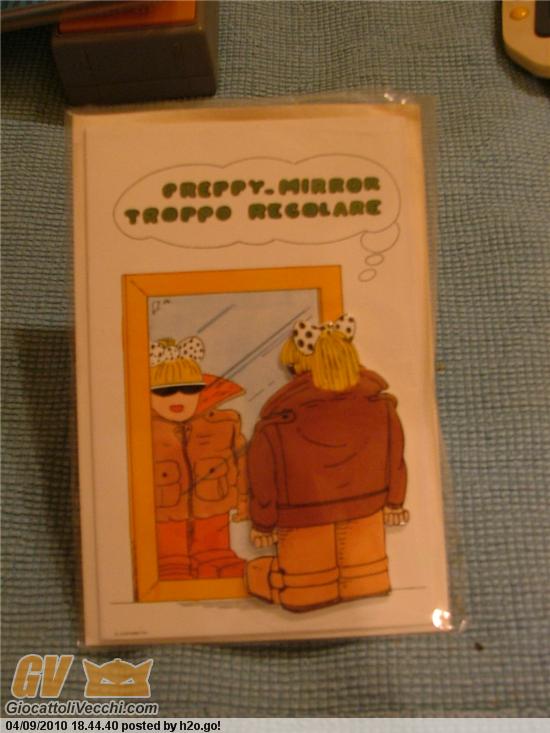 PREPPY-MIRROR
TROPPO REGOLARE
GV
GiocattoliVecchi.com
04/09/2010 18.44.40 posted by h2o.go!